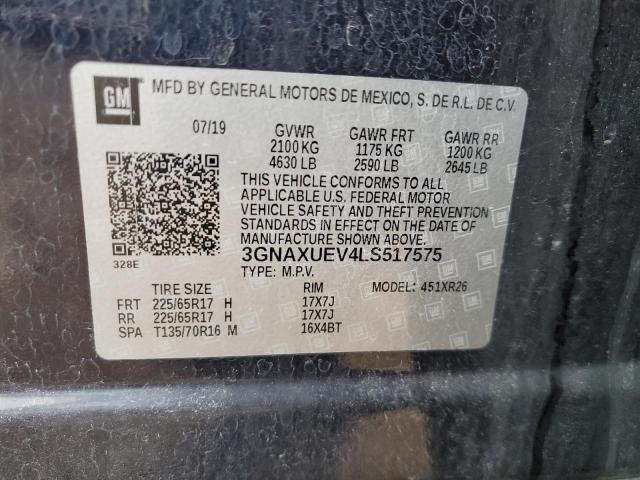 GM
MFD BY GENERAL MOTORS DE MEXICO, S. DE R.L. DE C.V.
07/19 GVWR GAWR FRT GAWR RR
2100 KG 1175 KG 1200 KG
4630 LB 2590 LB 2645 LB
THIS VEHICLE CONFORMS TO ALL
APPLICABLE U.S. FEDERAL MOTOR
VEHICLE SAFETY AND THEFT PREVENTION
STANDARDS IN EFFECT ON THE DATE OF
MANUFACTURE SHOWN ABOVE.
328E
3GNAXUEV4LS517575
TYPE: M.P.V.
TIRE SIZE RIM MODEL: 451XR26
FRT 225/65R17 H 17X7J
RR 225/65R17 H 17X7J
SPA T135/70R16 M 16X4BT